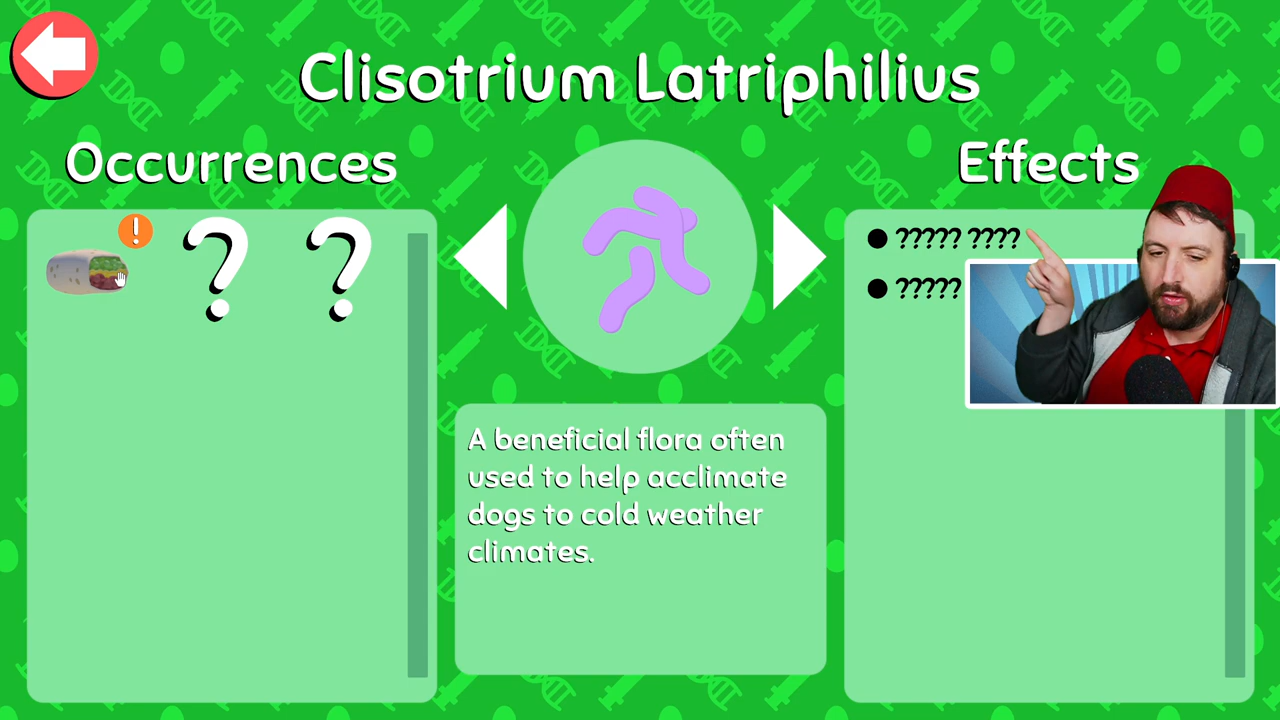 Clisotrium Latriphilius
Occurrences
!
? ?
A beneficial flora often
used to help acclimate
dogs to cold weather
climates.
Effects
● ????? ????
● ?????